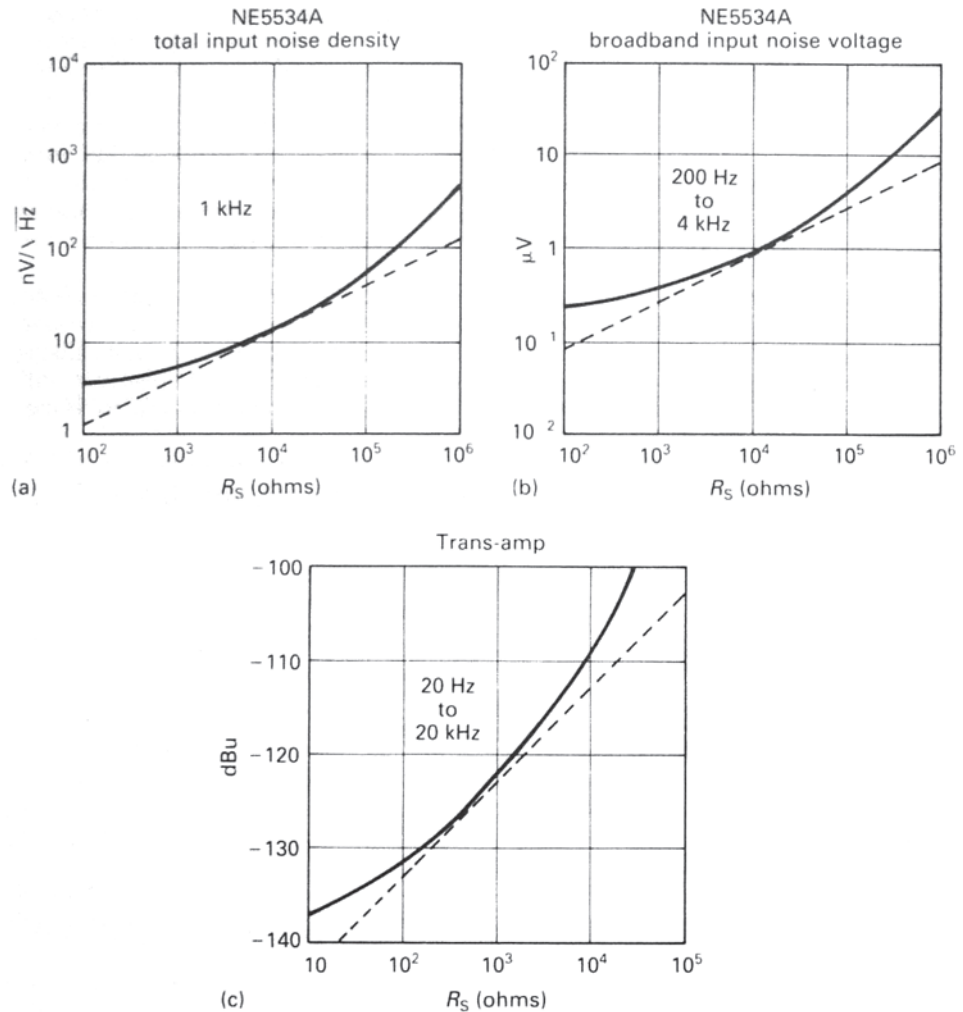 NE5534A
total input noise density
10⁴
10³
10²
10
1
nV/\ Hz
1 kHz
10² 10³ 10⁴ 10⁵ 10⁶
(a)
R_S (ohms)
NE5534A
broadband input noise voltage
10²
10
1
10 1
10 2
µV
200 Hz
to
4 kHz
10² 10³ 10⁴ 10⁵ 10⁶
(b)
R_S (ohms)
Trans-amp
−100
−110
−120
−130
−140
dBu
20 Hz
to
20 kHz
10 10² 10³ 10⁴ 10⁵
(c)
R_S (ohms)